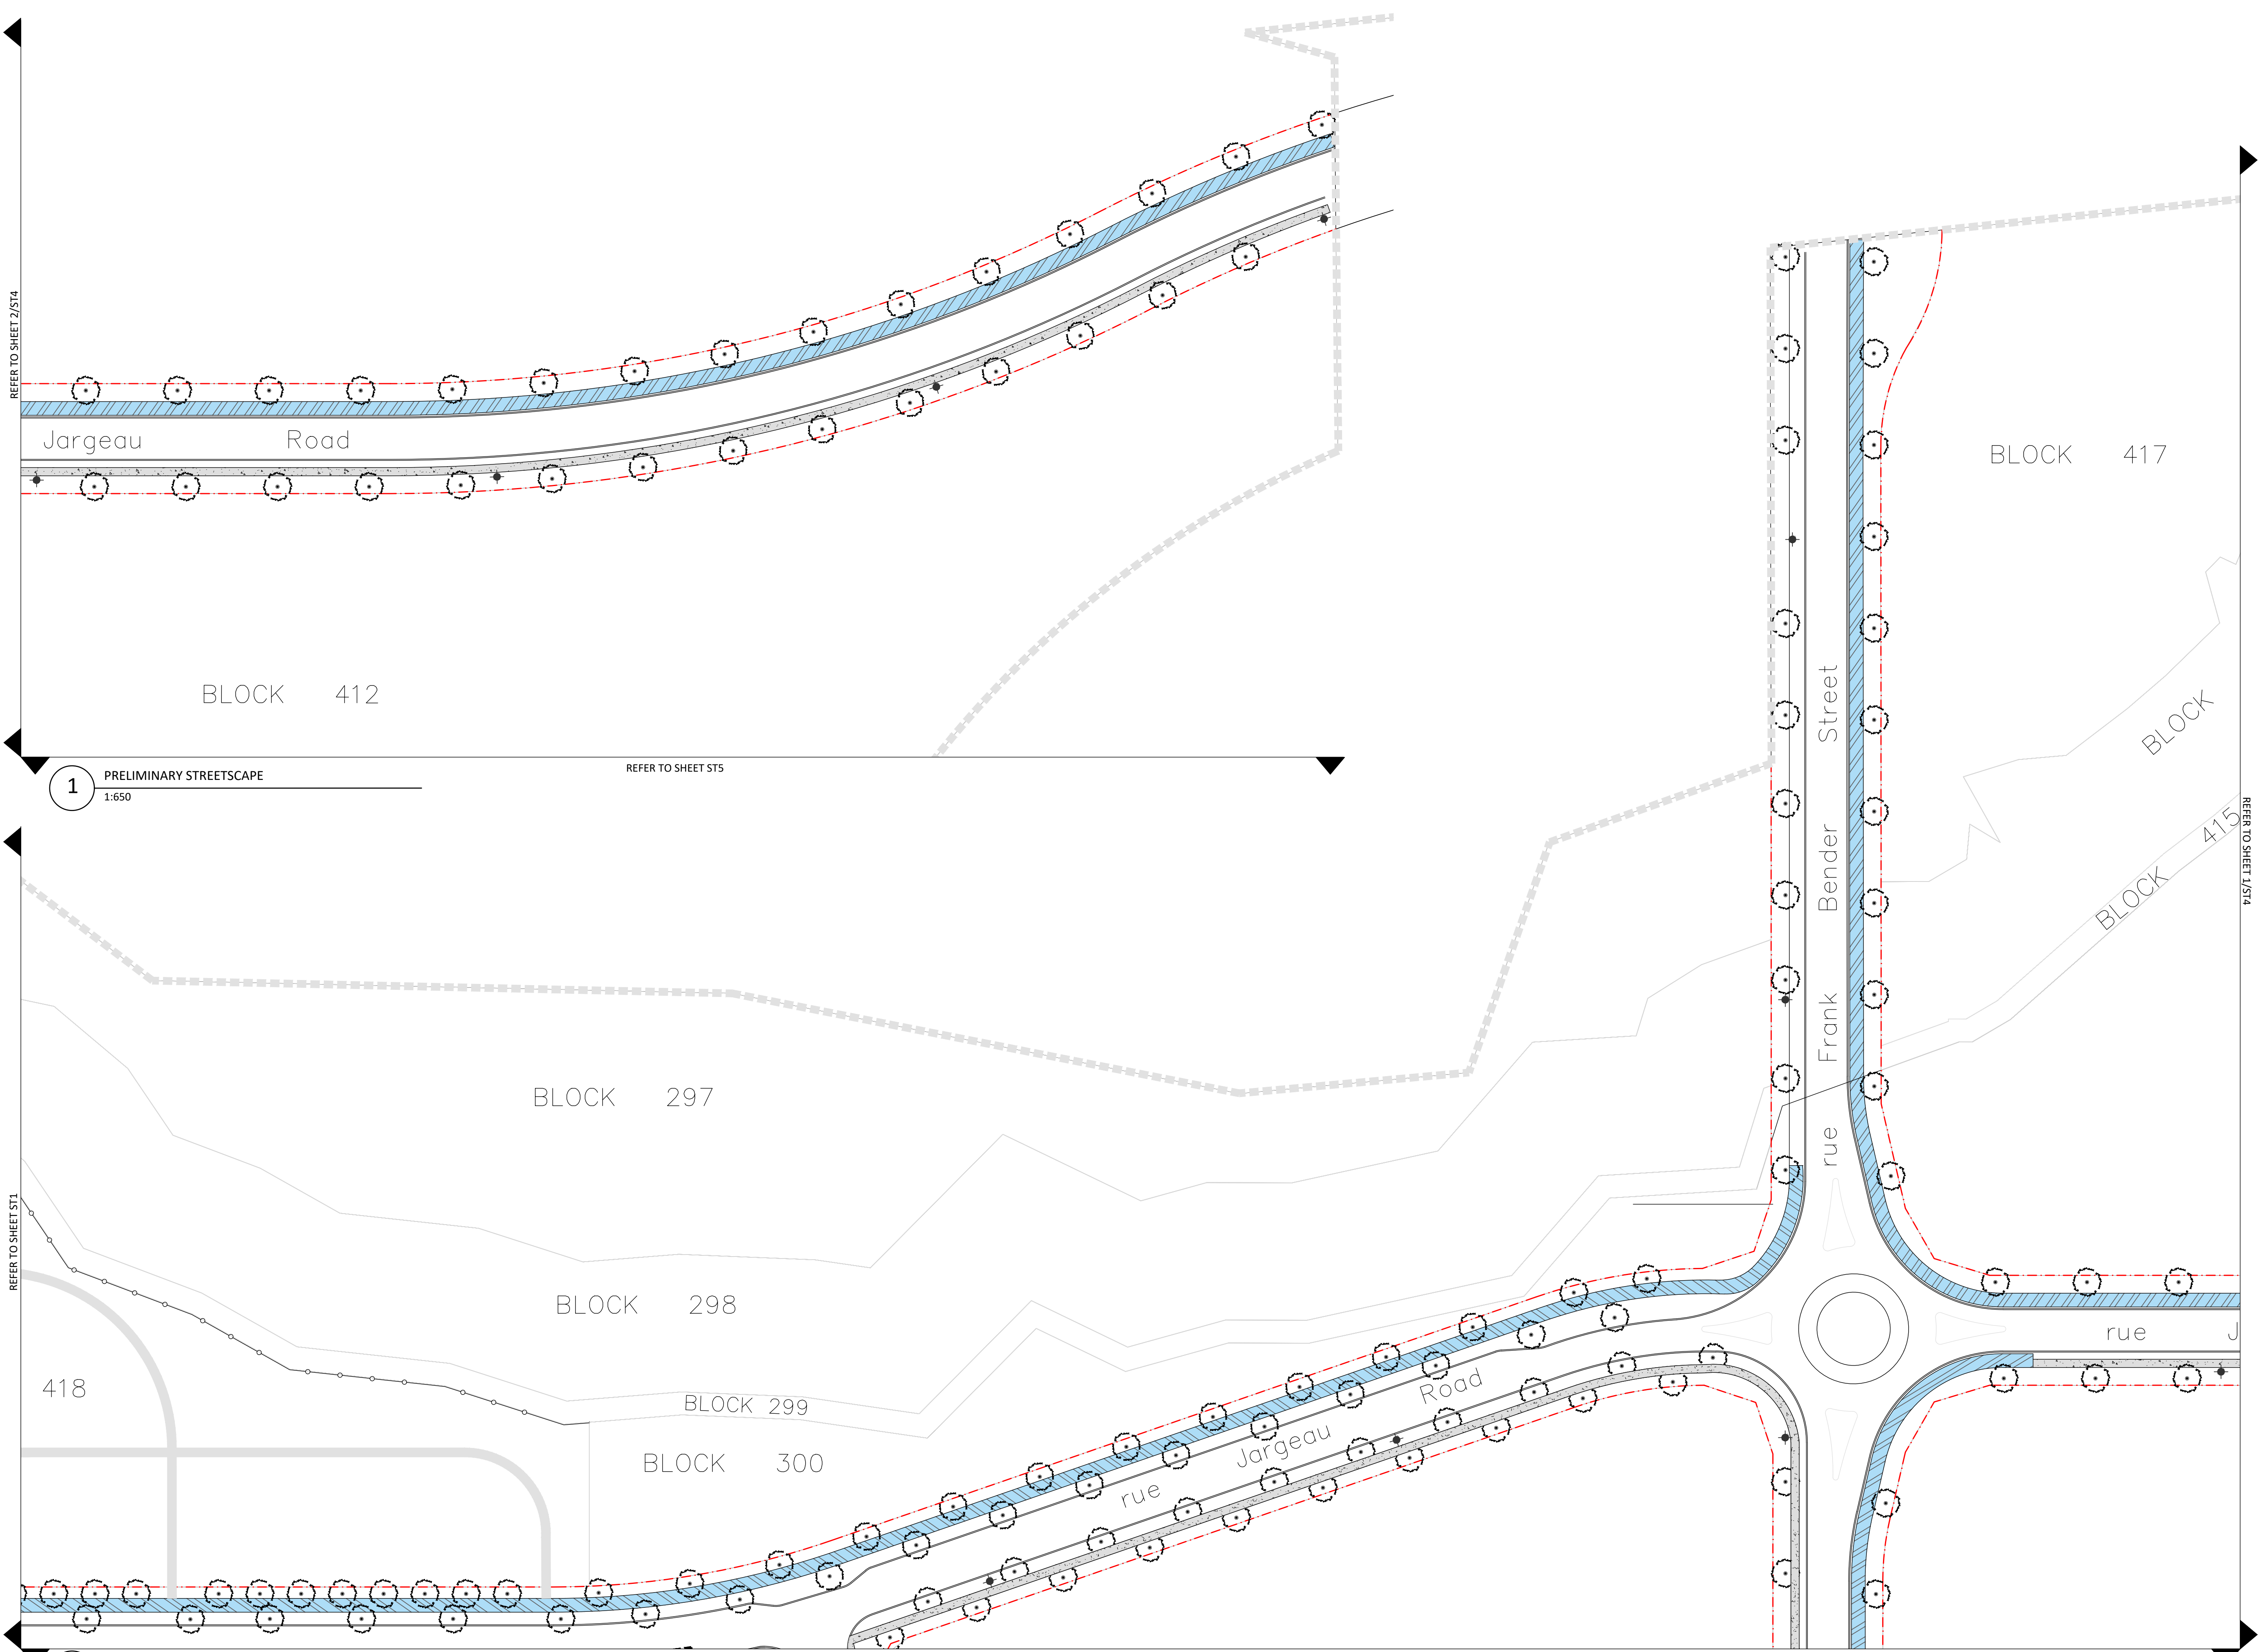 REFER TO SHEET 2/ST4
Jargeau Road
BLOCK 412
1
PRELIMINARY STREETSCAPE
1:650
REFER TO SHEET ST5
BLOCK 417
BLOCK
BLOCK 415
REFER TO SHEET 1/ST4
rue Frank Bender Street
REFER TO SHEET ST1
BLOCK 297
BLOCK 298
BLOCK 299
BLOCK 300
418
rue Jargeau Road
rue J